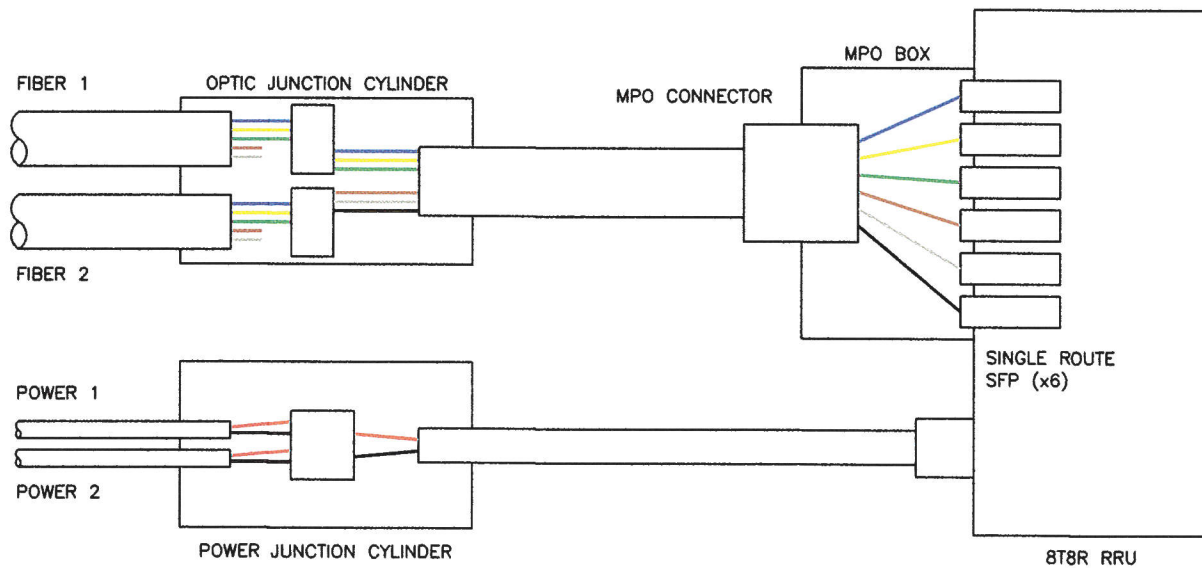 MPO BOX
FIBER 1
OPTIC JUNCTION CYLINDER
MPO CONNECTOR
FIBER 2
SINGLE ROUTE
SFP (x6)
POWER 1
POWER 2
POWER JUNCTION CYLINDER
8T8R RRU